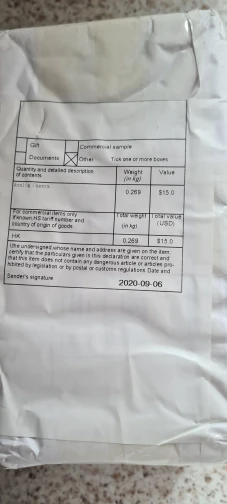 Gift
Commercial sample
Documents
Other
Tick one or more boxes
Quantity and detailed description
of contents
Weight
(in kg)
Value
0.269
$15.0
For commercial items only
If known,HS tariff number and
country of origin of goods
Total weight
(in kg)
Total value
(USD)
HK
0.269
$15.0
I,the undersigned whose name and address are given on the item,
certify that the particulars given in this declaration are correct and
that this item does not contain any dangerous article or articles pro-
hibited by legislation or by postal or customs regulations. Date and
Sender's signature
2020-09-06